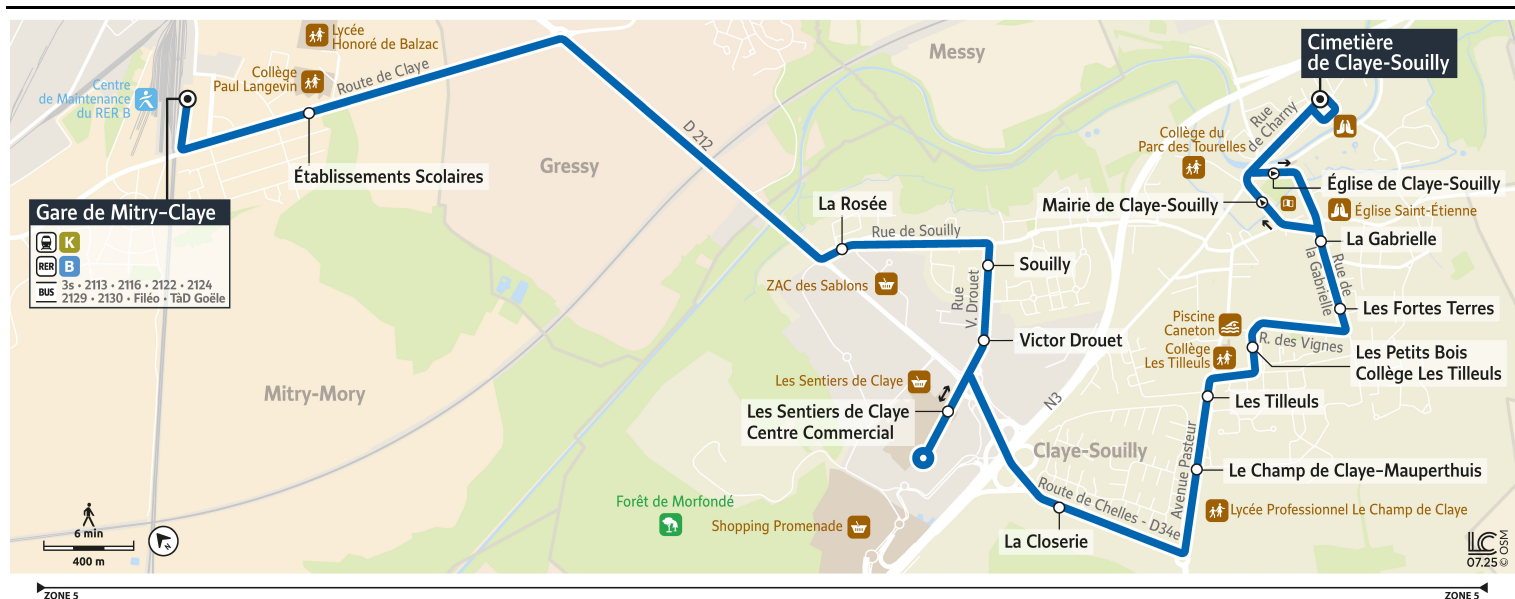 Lycée
Honoré de Balzac
Collège
Paul Langevin
Route de Claye
Centre
de Maintenance
du RER B
Établissements Scolaires
Gare de Mitry-Claye
K
RER B
BUS
3s • 2113 • 2116 • 2122 • 2124
2129 • 2130 • Filéo • TàD Goële
Gressy
Messy
D 212
Mitry-Mory
Cimetière
de Claye-Souilly
Rue
de Charny
Collège du
Parc des Tourelles
Église de Claye-Souilly
Mairie de Claye-Souilly
Église Saint-Étienne
La Gabrielle
Rue de
la Gabrielle
La Rosée
Rue de Souilly
Souilly
ZAC des Sablons
Rue
V. Drouet
Victor Drouet
Les Fortes Terres
Piscine
Caneton
R. des Vignes
Collège
Les Tilleuls
Les Petits Bois
Collège Les Tilleuls
Les Sentiers de Claye
Les Sentiers de Claye
Centre Commercial
N3
Les Tilleuls
Claye-Souilly
Avenue Pasteur
Le Champ de Claye-Mauperthuis
Route de Chelles - D34e
Lycée Professionnel Le Champ de Claye
Forêt de Morfondé
Shopping Promenade
La Closerie
6 min
400 m
N
LC
07.25 © OSM
ZONE 5
ZONE 5